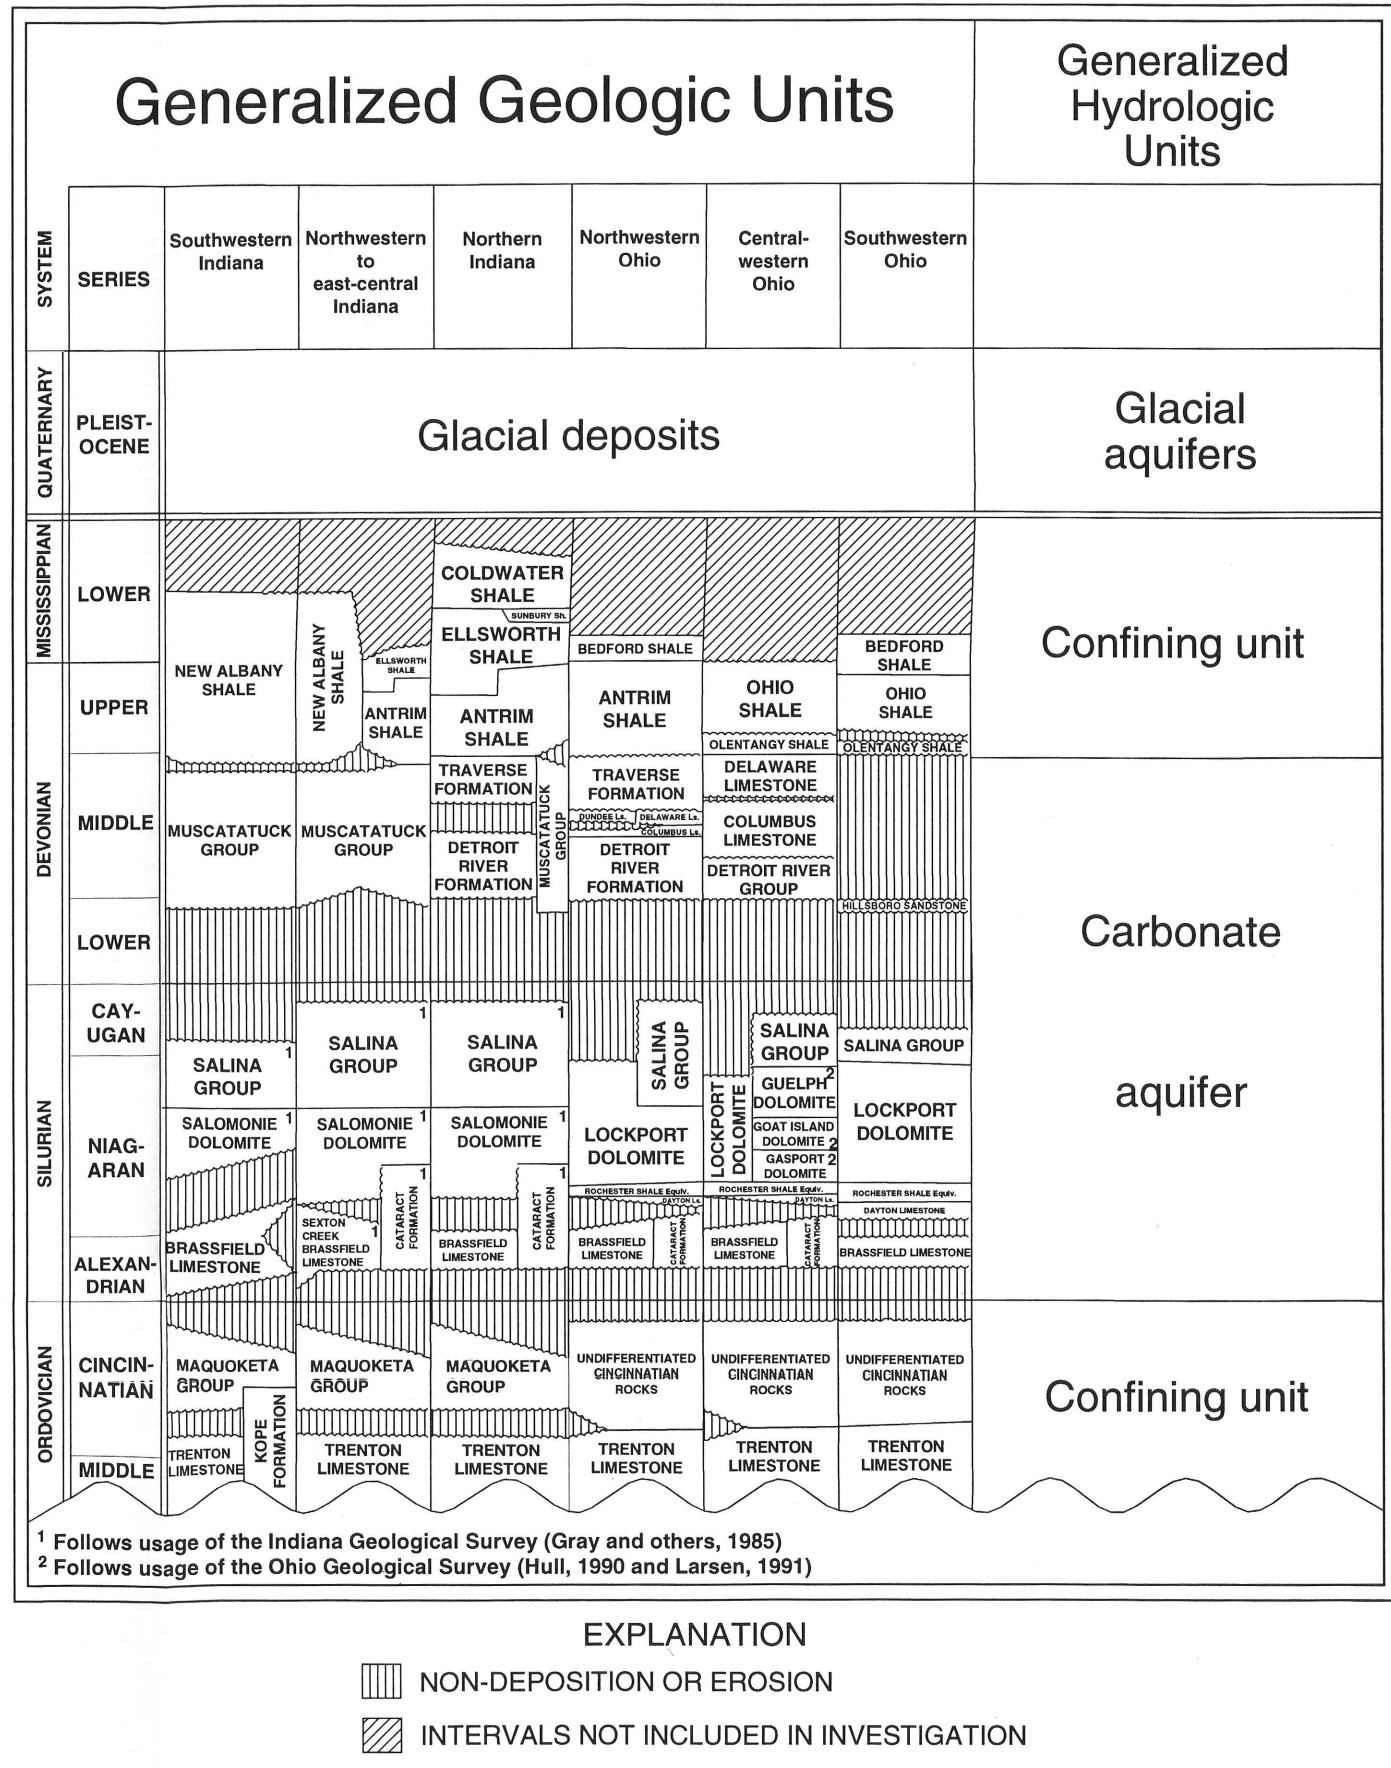 Generalized Geologic Units
Generalized
Hydrologic
Units
SYSTEM
SERIES
Southwestern
Indiana
Northwestern
to
east-central
Indiana
Northern
Indiana
Northwestern
Ohio
Central-
western
Ohio
Southwestern
Ohio
QUATERNARY
PLEIST-
OCENE
Glacial deposits
Glacial
aquifers
MISSISSIPPIAN
LOWER
DEVONIAN
UPPER
MIDDLE
LOWER
SILURIAN
CAY-
UGAN
NIAG-
ARAN
ALEXAN-
DRIAN
ORDOVICIAN
CINCIN-
NATIAN
MIDDLE
NEW ALBANY
SHALE
MUSCATATUCK
GROUP
SALINA 1
GROUP
SALOMONIE 1
DOLOMITE
BRASSFIELD
LIMESTONE
MAQUOKETA
GROUP
KOPE
FORMATION
TRENTON
LIMESTONE
NEW ALBANY
SHALE
ELLSWORTH
SHALE
ANTRIM
SHALE
MUSCATATUCK
GROUP
1
SALINA
GROUP
SALOMONIE 1
DOLOMITE
1
CATARACT
FORMATION
SEXTON
CREEK 1
BRASSFIELD
LIMESTONE
MAQUOKETA
GROUP
TRENTON
LIMESTONE
COLDWATER
SHALE
SUNBURY Sh.
ELLSWORTH
SHALE
ANTRIM
SHALE
TRAVERSE
FORMATION
MUSCATATUCK
GROUP
DETROIT
RIVER
FORMATION
1
SALINA
GROUP
SALOMONIE 1
DOLOMITE
1
CATARACT
FORMATION
BRASSFIELD
LIMESTONE
MAQUOKETA
GROUP
TRENTON
LIMESTONE
BEDFORD SHALE
ANTRIM
SHALE
TRAVERSE
FORMATION
DUNDEE Ls.
DELAWARE Ls.
COLUMBUS Ls.
DETROIT
RIVER
FORMATION
SALINA
GROUP
LOCKPORT
DOLOMITE
ROCHESTER SHALE Equiv.
DAYTON Ls.
BRASSFIELD
LIMESTONE
CATARACT
FORMATION
UNDIFFERENTIATED
CINCINNATIAN
ROCKS
TRENTON
LIMESTONE
OHIO
SHALE
OLENTANGY SHALE
DELAWARE
LIMESTONE
COLUMBUS
LIMESTONE
DETROIT RIVER
GROUP
SALINA
GROUP
LOCKPORT
DOLOMITE
GUELPH 2
DOLOMITE
GOAT ISLAND
DOLOMITE 2
GASPORT 2
DOLOMITE
ROCHESTER SHALE Equiv.
DAYTON Ls.
BRASSFIELD
LIMESTONE
CATARACT
FORMATION
UNDIFFERENTIATED
CINCINNATIAN
ROCKS
TRENTON
LIMESTONE
BEDFORD
SHALE
OHIO
SHALE
OLENTANGY SHALE
HILLSBORO SANDSTONE
SALINA GROUP
LOCKPORT
DOLOMITE
ROCHESTER SHALE Equiv.
DAYTON LIMESTONE
BRASSFIELD LIMESTONE
UNDIFFERENTIATED
CINCINNATIAN
ROCKS
TRENTON
LIMESTONE
Confining unit
Carbonate
aquifer
Confining unit
1 Follows usage of the Indiana Geological Survey (Gray and others, 1985)
2 Follows usage of the Ohio Geological Survey (Hull, 1990 and Larsen, 1991)
EXPLANATION
NON-DEPOSITION OR EROSION
INTERVALS NOT INCLUDED IN INVESTIGATION